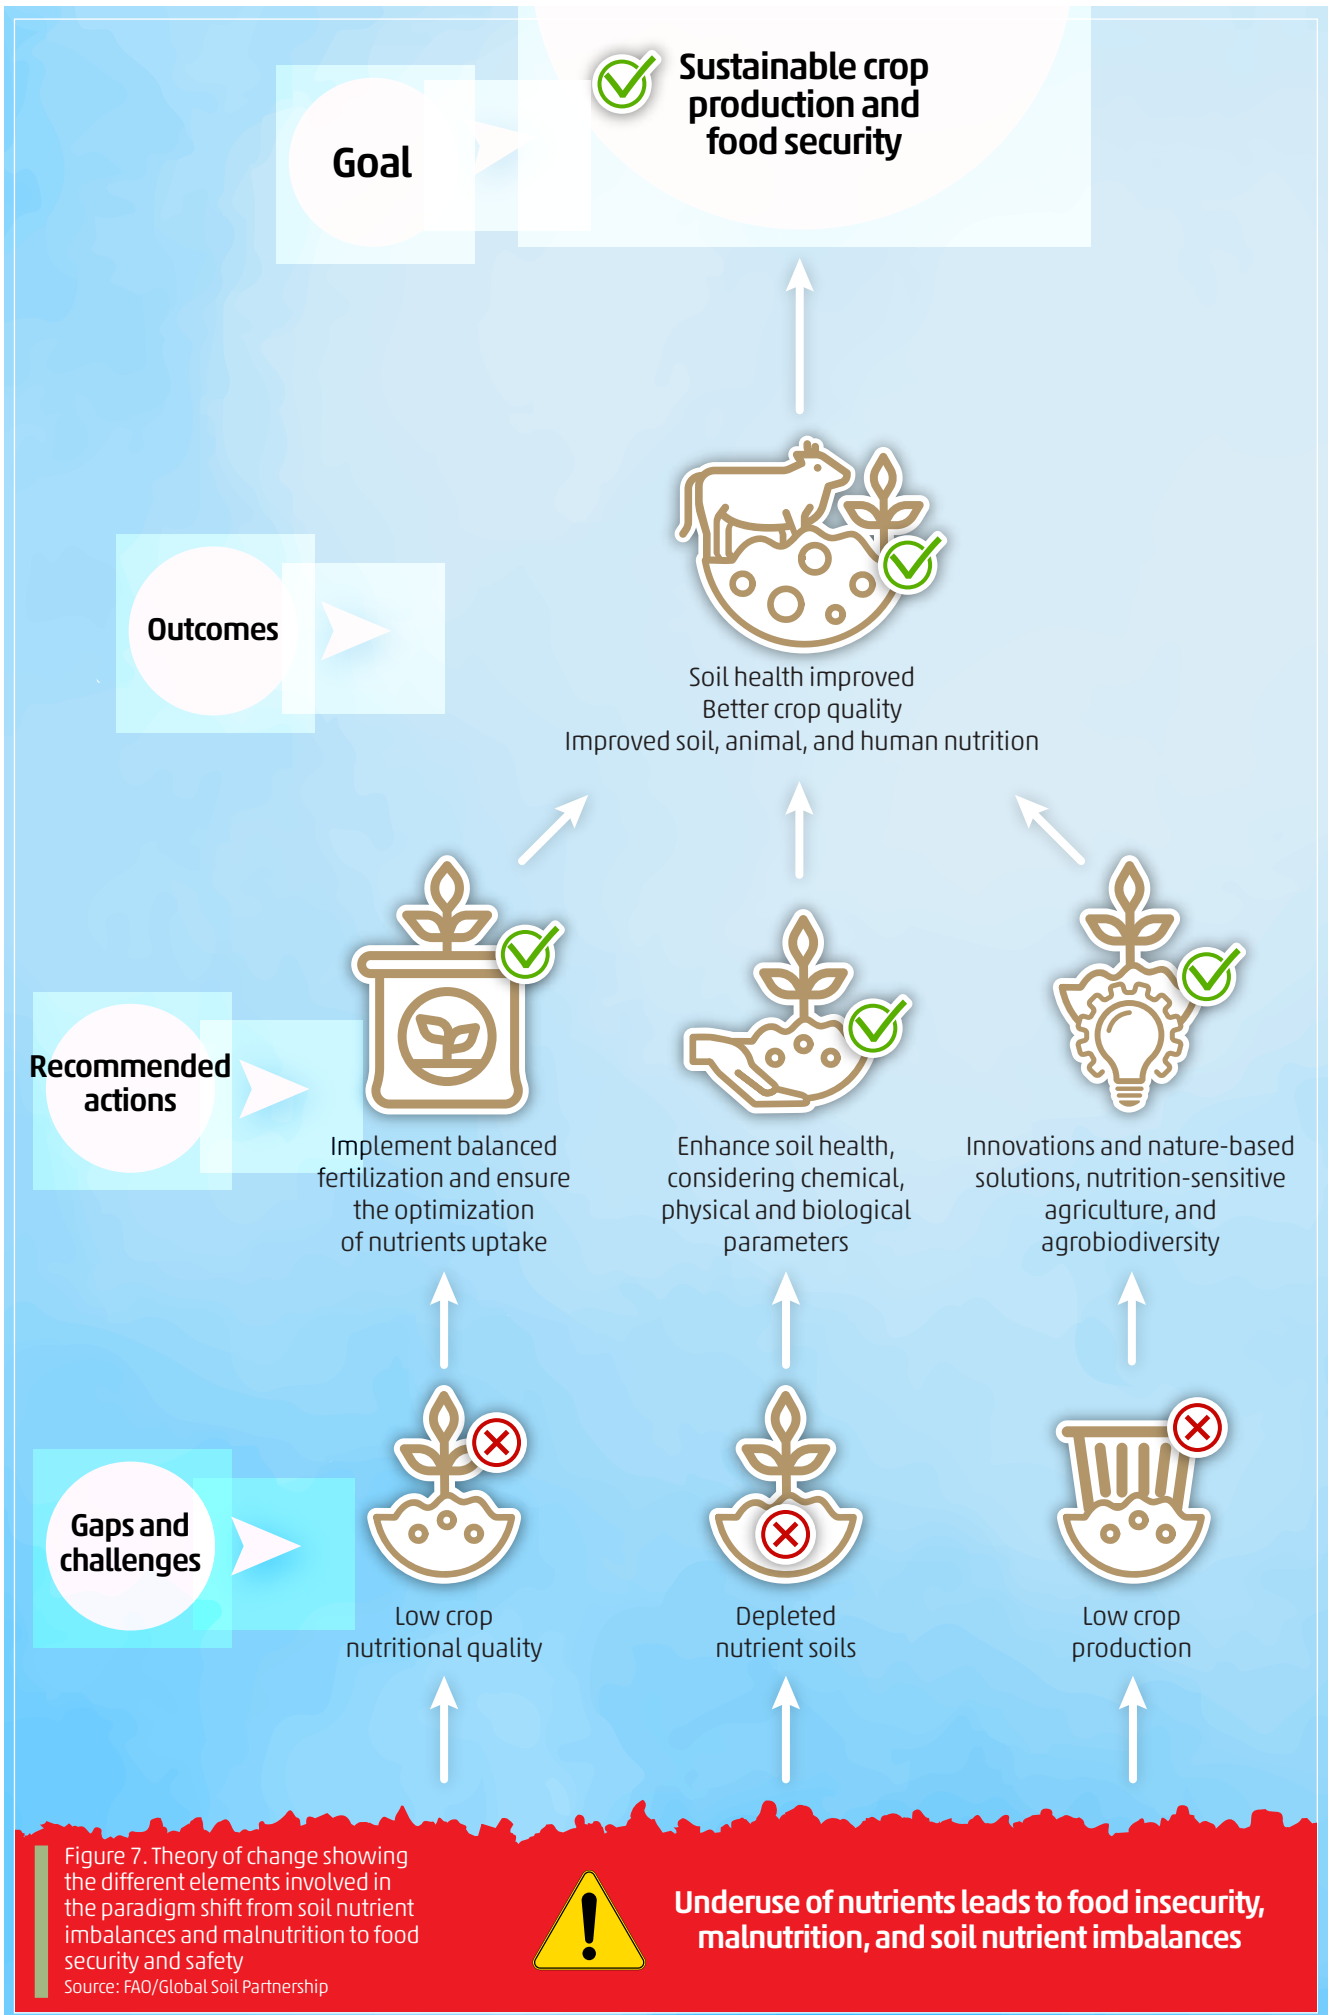 Sustainable crop
production and
food security
Goal
Outcomes
Soil health improved
Better crop quality
Improved soil, animal, and human nutrition
Recommended
actions
Implement balanced
fertilization and ensure
the optimization
of nutrients uptake
Enhance soil health,
considering chemical,
physical and biological
parameters
Innovations and nature-based
solutions, nutrition-sensitive
agriculture, and
agrobiodiversity
Gaps and
challenges
Low crop
nutritional quality
Depleted
nutrient soils
Low crop
production
Figure 7. Theory of change showing
the different elements involved in
the paradigm shift from soil nutrient
imbalances and malnutrition to food
security and safety
Source: FAO/Global Soil Partnership
Underuse of nutrients leads to food insecurity,
malnutrition, and soil nutrient imbalances